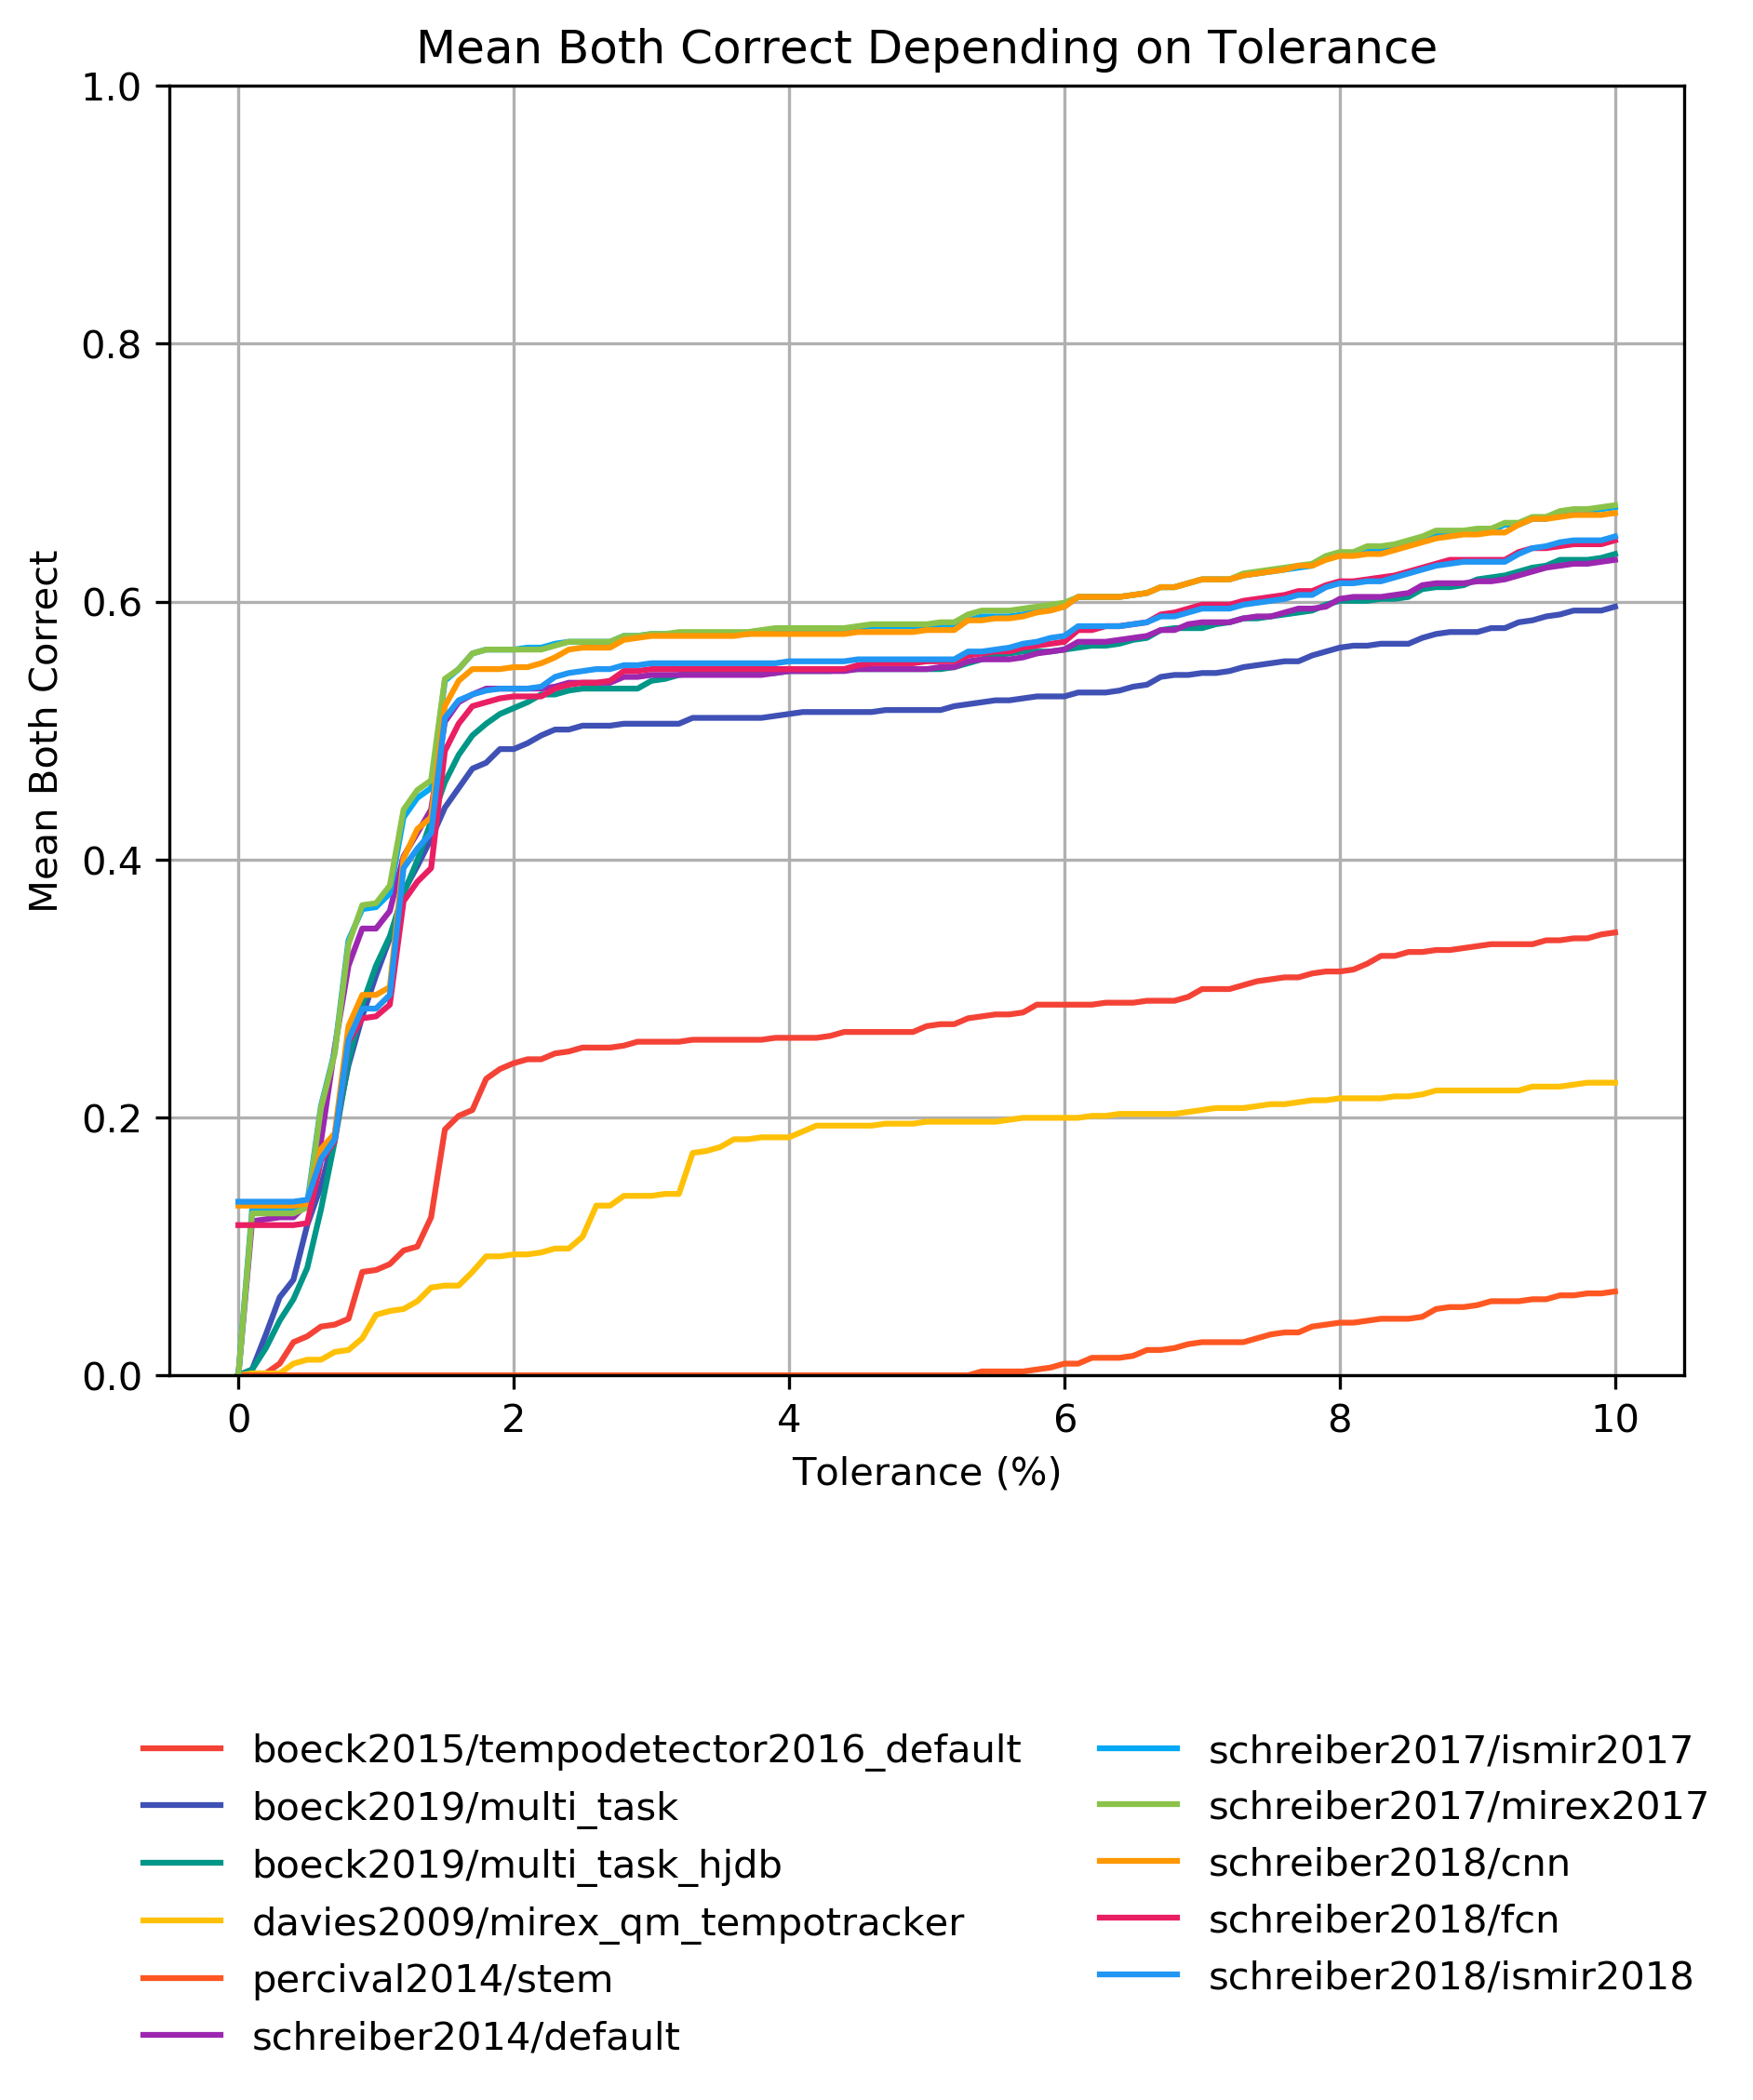 Mean Both Correct Depending on Tolerance
1.0
0.8
0.6
0.4
0.2
0.0
Mean Both Correct
0 2 4 6 8 10
Tolerance (%)
boeck2015/tempodetector2016_default
boeck2019/multi_task
boeck2019/multi_task_hjdb
davies2009/mirex_qm_tempotracker
percival2014/stem
schreiber2014/default
schreiber2017/ismir2017
schreiber2017/mirex2017
schreiber2018/cnn
schreiber2018/fcn
schreiber2018/ismir2018